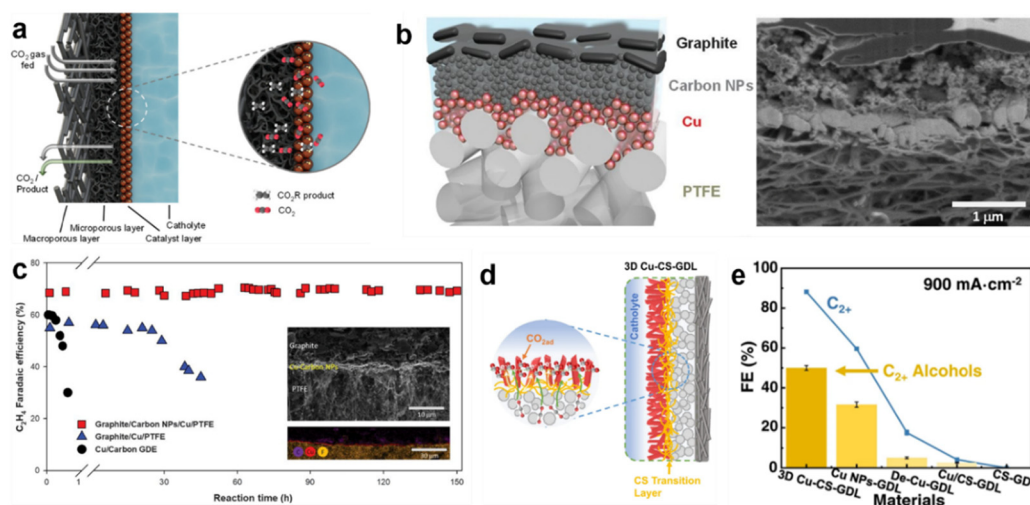 a
CO₂ gas
fed
CO₂ /
Product
Microporous layer
Catholyte
Macroporous layer
Catalyst layer
CO₂R product
CO₂
b
Graphite
Carbon NPs
Cu
PTFE
1 μm
c
C₂H₄ Faradaic efficiency (%)
80
60
40
20
0
0
1
30
60
90
120
150
Reaction time (h)
Graphite/Carbon NPs/Cu/PTFE
Graphite/Cu/PTFE
Cu/Carbon GDE
Graphite
Cu-Carbon NPs
PTFE
d
3D Cu-CS-GDL
Catholyte
CO₂ad
CS Transition
Layer
e
900 mA·cm⁻²
C₂₊
C₂₊ Alcohols
FE (%)
100
80
60
40
20
0
3D Cu-CS-GDL
Cu NPs-GDL
De-Cu-GDL
Cu/CS-GDL
CS-GDL
Materials